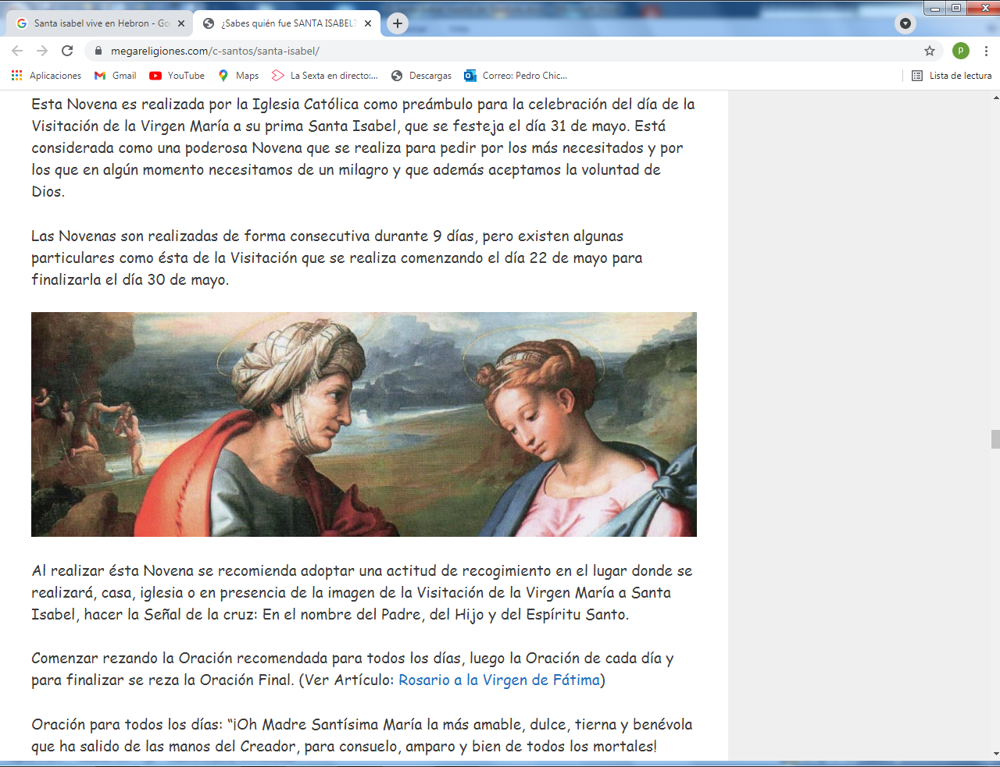 Santa isabel vive en Hebron - Go
¿Sabes quién fue SANTA ISABEL?
megareligiones.com/c-santos/santa-isabel/
p
Aplicaciones
Gmail
YouTube
Maps
La Sexta en directo:...
Descargas
Correo: Pedro Chic...
Lista de lectura
Esta Novena es realizada por la Iglesia Católica como preámbulo para la celebración del día de la
Visitación de la Virgen María a su prima Santa Isabel, que se festeja el día 31 de mayo. Está
considerada como una poderosa Novena que se realiza para pedir por los más necesitados y por
los que en algún momento necesitamos de un milagro y que además aceptamos la voluntad de
Dios.
Las Novenas son realizadas de forma consecutiva durante 9 días, pero existen algunas
particulares como ésta de la Visitación que se realiza comenzando el día 22 de mayo para
finalizarla el día 30 de mayo.
Al realizar ésta Novena se recomienda adoptar una actitud de recogimiento en el lugar donde se
realizará, casa, iglesia o en presencia de la imagen de la Visitación de la Virgen María a Santa
Isabel, hacer la Señal de la cruz: En el nombre del Padre, del Hijo y del Espíritu Santo.
Comenzar rezando la Oración recomendada para todos los días, luego la Oración de cada día y
para finalizar se reza la Oración Final. (Ver Artículo: Rosario a la Virgen de Fátima)
Oración para todos los días: “¡Oh Madre Santísima María la más amable, dulce, tierna y benévola
que ha salido de las manos del Creador, para consuelo, amparo y bien de todos los mortales!